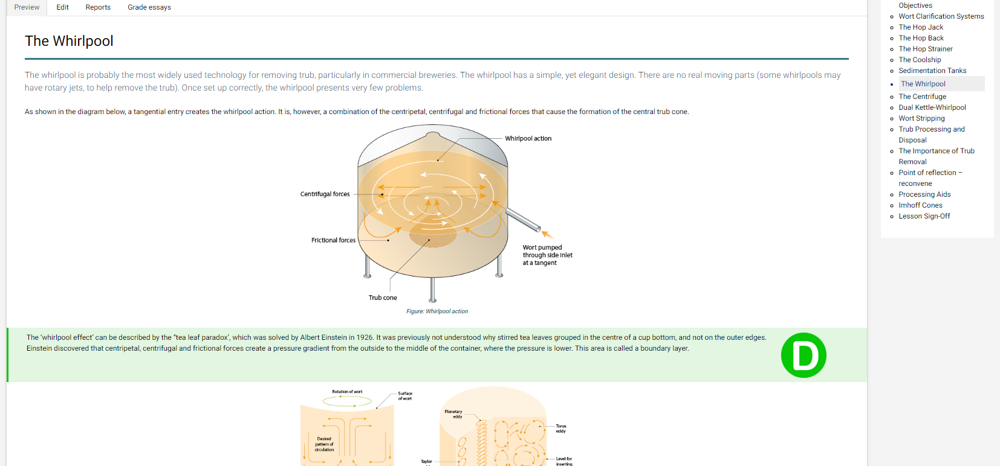 Preview Edit Reports Grade essays
The Whirlpool
The whirlpool is probably the most widely used technology for removing trub, particularly in commercial breweries. The whirlpool has a simple, yet elegant design. There are no real moving parts (some whirlpools may
have rotary jets, to help remove the trub). Once set up correctly, the whirlpool presents very few problems.
As shown in the diagram below, a tangential entry creates the whirlpool action. It is, however, a combination of the centripetal, centrifugal and frictional forces that cause the formation of the central trub cone.
Whirlpool action
Centrifugal forces
Frictional forces
Wort pumped
through side inlet
at a tangent
Trub cone
Figure: Whirlpool action
The ‘whirlpool effect’ can be described by the “tea leaf paradox’, which was solved by Albert Einstein in 1926. It was previously not understood why stirred tea leaves grouped in the centre of a cup bottom, and not on the outer edges.
Einstein discovered that centripetal, centrifugal and frictional forces create a pressure gradient from the outside to the middle of the container, where the pressure is lower. This area is called a boundary layer.
D
Rotation of wort
Surface
of wort
Desired
pattern of
circulation
Planetary
eddy
Torus
eddy
Taylor
Level for
inserting
Objectives
Wort Clarification Systems
The Hop Jack
The Hop Back
The Hop Strainer
The Coolship
Sedimentation Tanks
The Whirlpool
The Centrifuge
Dual Kettle-Whirlpool
Wort Stripping
Trub Processing and
Disposal
The Importance of Trub
Removal
Point of reflection –
reconvene
Processing Aids
Imhoff Cones
Lesson Sign-Off